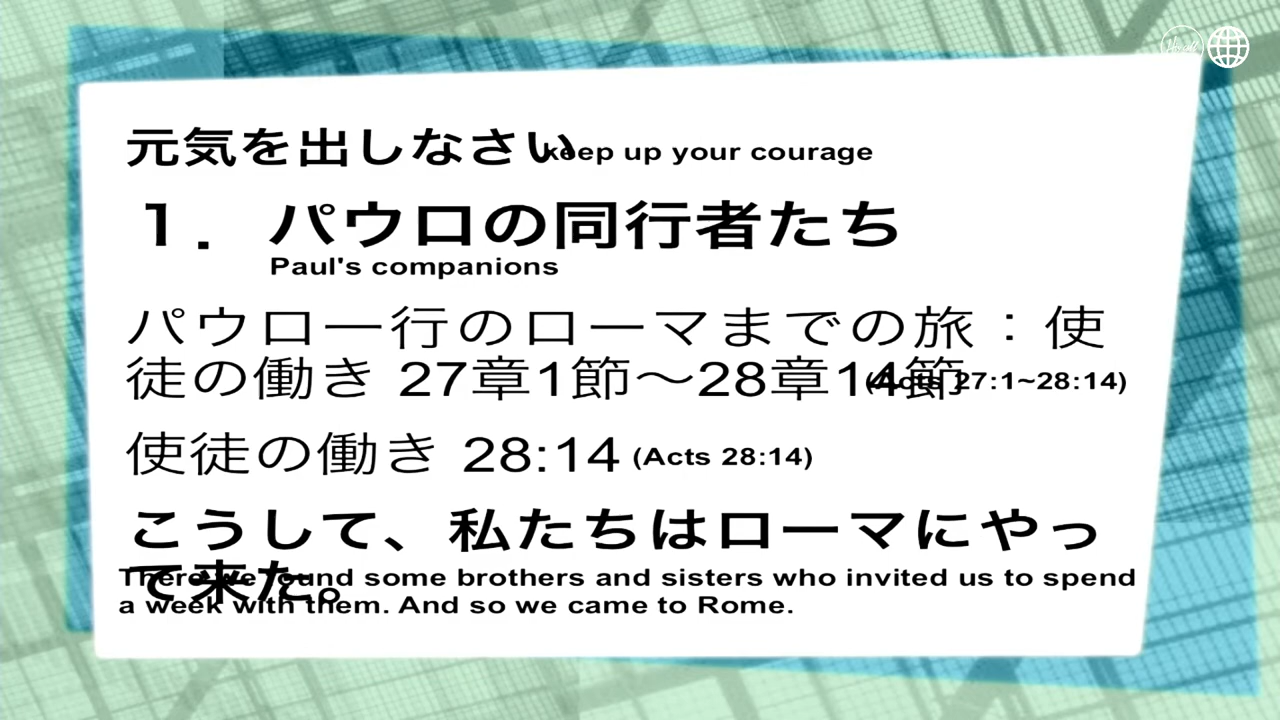 元気を出しなさい keep up your courage
１． パウロの同行者たち
Paul's companions
パウロ一行のローマまでの旅：使
徒の働き 27章1節～28章14節 (Acts 27:1~28:14)
使徒の働き 28:14 (Acts 28:14)
こうして、私たちはローマにやっ
て来た。
There we found some brothers and sisters who invited us to spend
a week with them. And so we came to Rome.